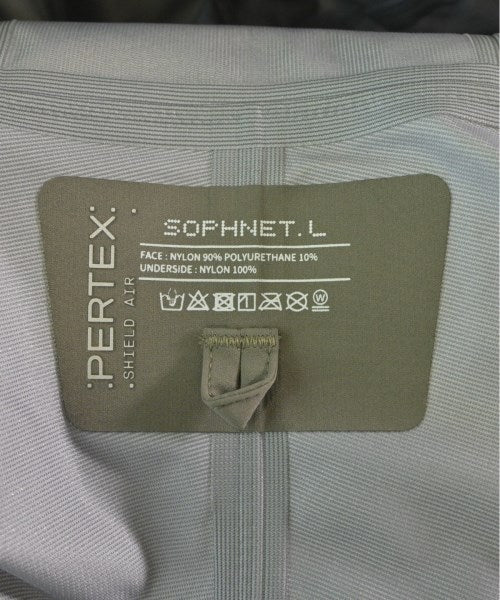 SOPHNET. L
FACE : NYLON 90% POLYURETHANE 10%
UNDERSIDE : NYLON 100%
W
PERTEX
SHIELD AIR